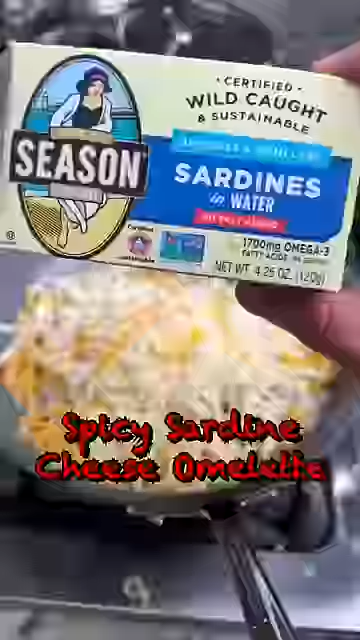 · CERTIFIED ·
WILD CAUGHT
& SUSTAINABLE
SEASON
SARDINES
in WATER
1700mg OMEGA-3
FATTY ACIDS
NET WT. 4.25 OZ. (120g)
Spicy Sardine
Cheese Omelette